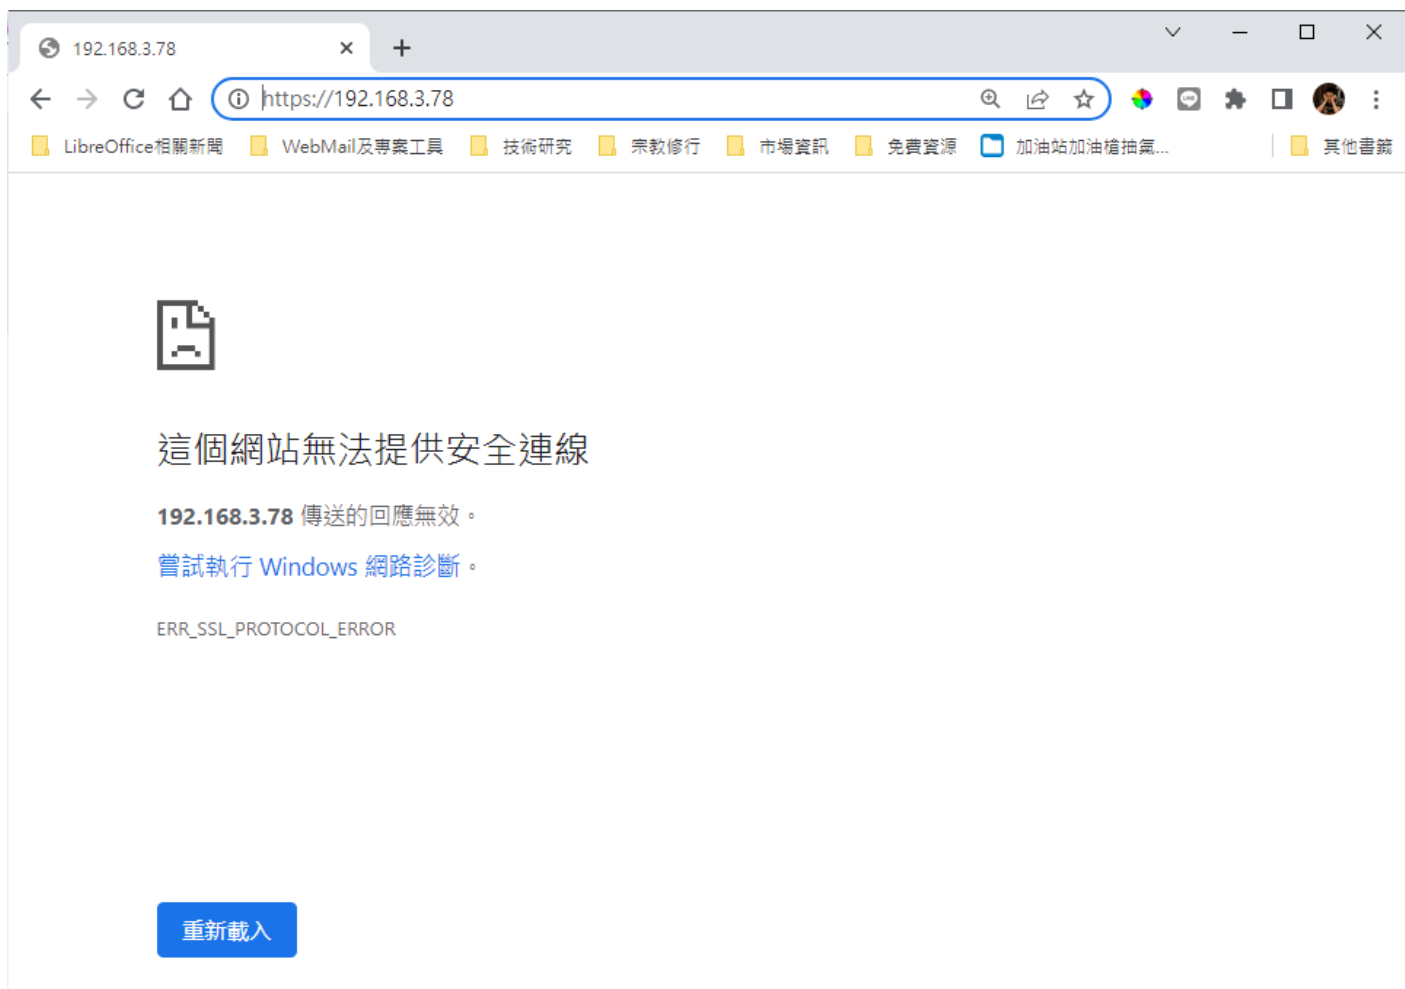 192.168.3.78
https://192.168.3.78
LibreOffice相關新聞 WebMail及專案工具 技術研究 宗教修行 市場資訊 免費資源 加油站加油槍抽氣... 其他書籤
這個網站無法提供安全連線
192.168.3.78 傳送的回應無效。
嘗試執行 Windows 網路診斷。
ERR_SSL_PROTOCOL_ERROR
重新載入